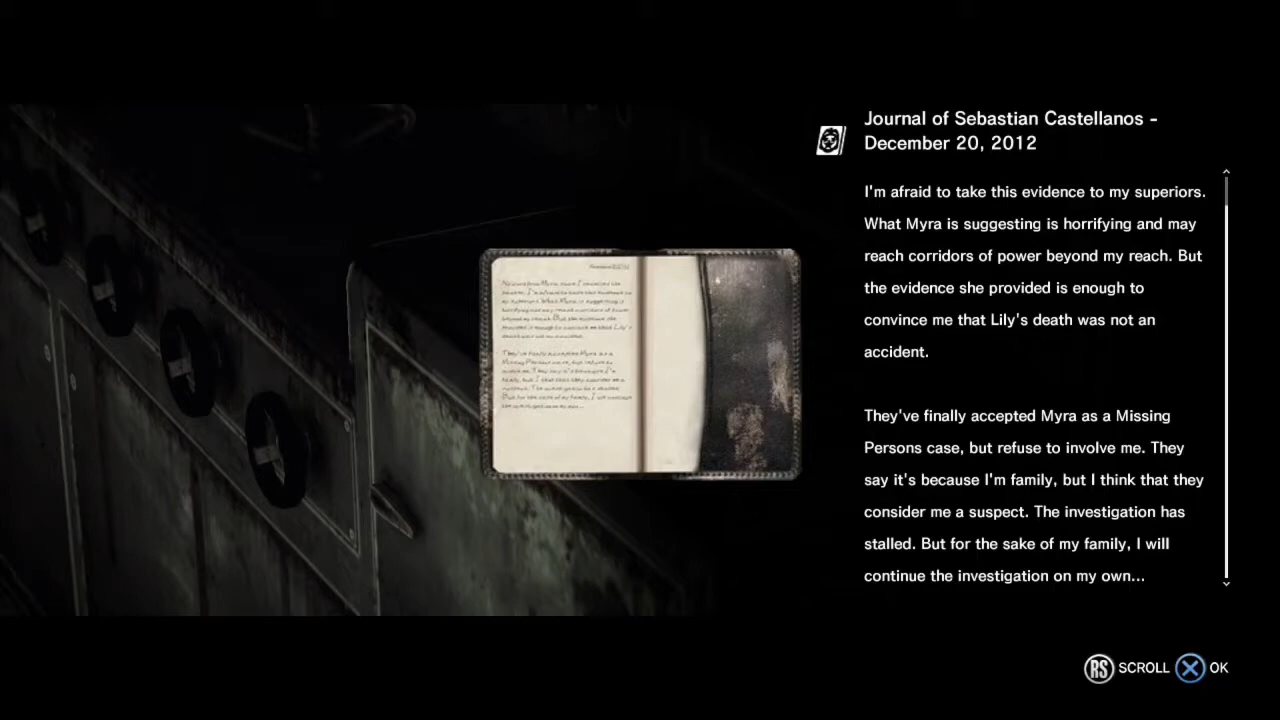 Journal of Sebastian Castellanos -
December 20, 2012
I'm afraid to take this evidence to my superiors.
What Myra is suggesting is horrifying and may
reach corridors of power beyond my reach. But
the evidence she provided is enough to
convince me that Lily's death was not an
accident.
They've finally accepted Myra as a Missing
Persons case, but refuse to involve me. They
say it's because I'm family, but I think that they
consider me a suspect. The investigation has
stalled. But for the sake of my family, I will
continue the investigation on my own...
RS SCROLL OK